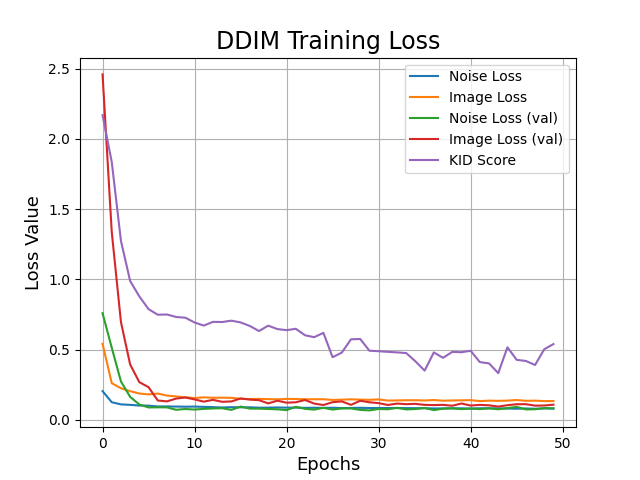 DDIM Training Loss
Noise Loss
Image Loss
Noise Loss (val)
Image Loss (val)
KID Score
Loss Value
2.5
2.0
1.5
1.0
0.5
0.0
0 10 20 30 40 50
Epochs